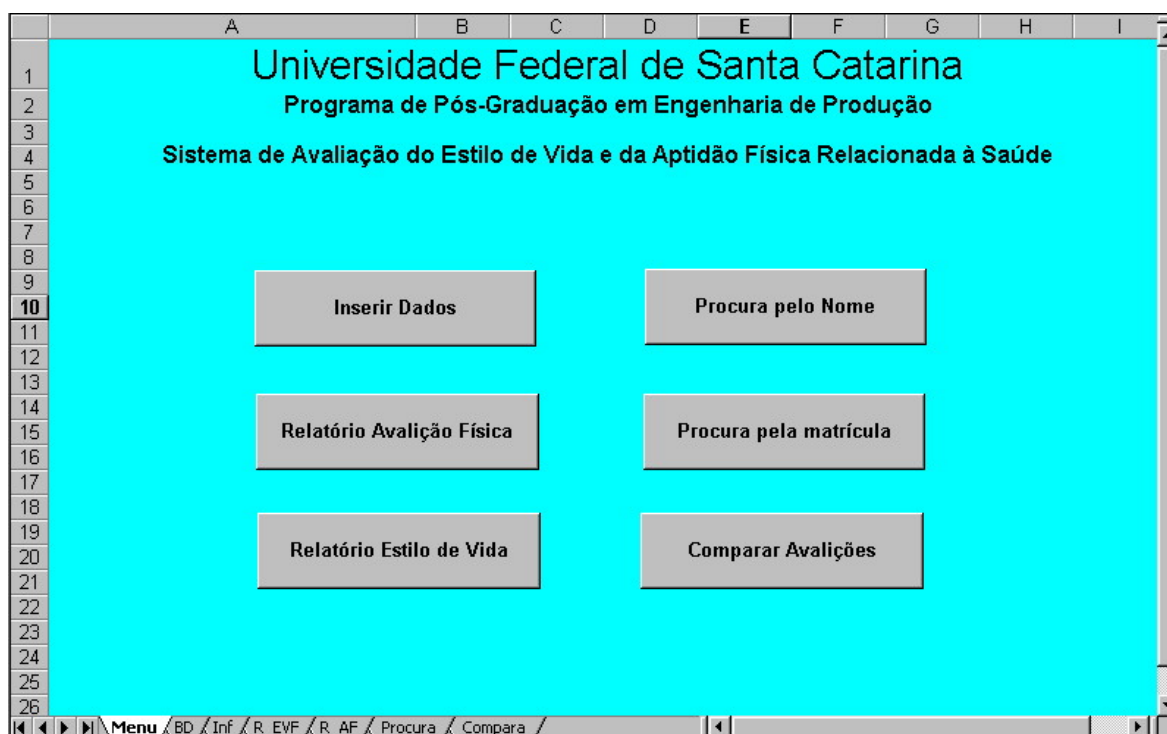 A B C D E F G H I
1 Universidade Federal de Santa Catarina
2 Programa de Pós-Graduação em Engenharia de Produção
3
4 Sistema de Avaliação do Estilo de Vida e da Aptidão Física Relacionada à Saúde
5
6
7
8
9
10 Inserir Dados Procura pelo Nome
11
12
13
14
15 Relatório Avalição Física Procura pela matrícula
16
17
18
19
20 Relatório Estilo de Vida Comparar Avalições
21
22
23
24
25
26
Menu BD Inf R_EVF R_AF Procura Compara